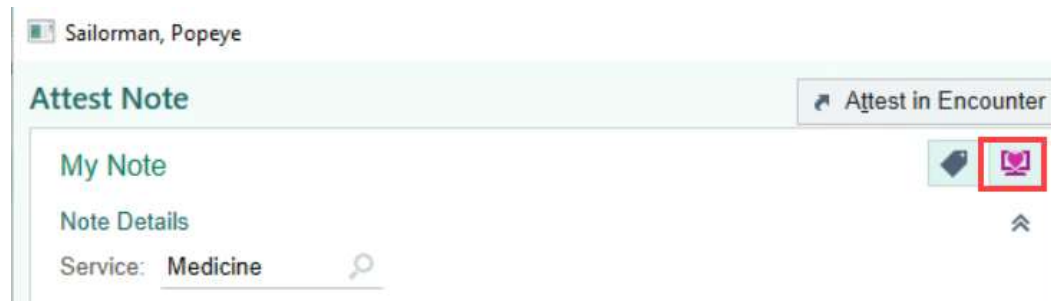 Sailorman, Popeye
Attest Note
Attest in Encounter
My Note
Note Details
Service: Medicine